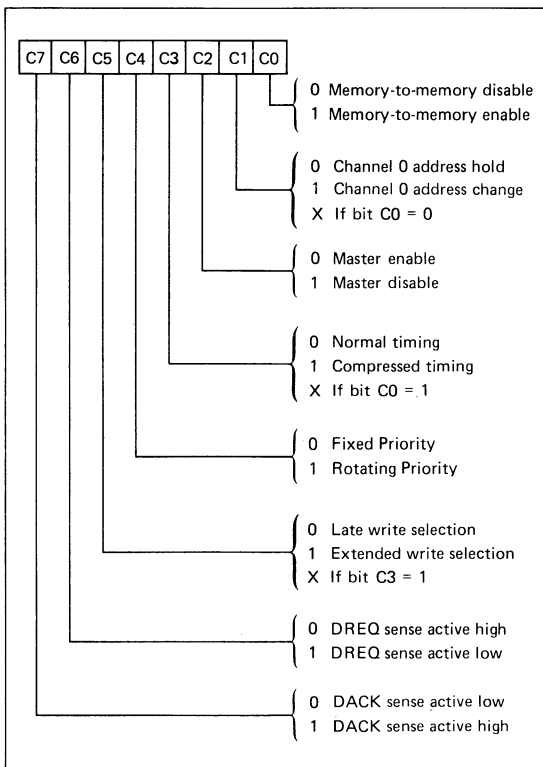 C7 C6 C5 C4 C3 C2 C1 C0
0 Memory-to-memory disable
1 Memory-to-memory enable
0 Channel 0 address hold
1 Channel 0 address change
X If bit C0 = 0
0 Master enable
1 Master disable
0 Normal timing
1 Compressed timing
X If bit C0 = 1
0 Fixed Priority
1 Rotating Priority
0 Late write selection
1 Extended write selection
X If bit C3 = 1
0 DREQ sense active high
1 DREQ sense active low
0 DACK sense active low
1 DACK sense active high